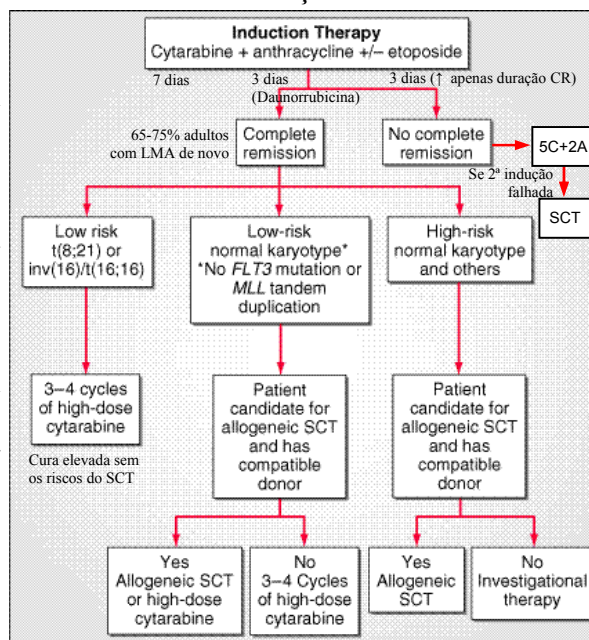 Induction Therapy
Cytarabine + anthracycline +/− etoposide
7 dias
3 dias
(Daunorrubicina)
3 dias (↑ apenas duração CR)
65-75% adultos
com LMA de novo
Complete
remission
No complete
remission
5C+2A
Se 2ª indução
falhada
SCT
Low risk
t(8;21) or
inv(16)/t(16;16)
Low-risk
normal karyotype*
*No FLT3 mutation or
MLL tandem
duplication
High-risk
normal karyotype
and others
3–4 cycles
of high-dose
cytarabine
Cura elevada sem
os riscos do SCT
Patient
candidate for
allogeneic SCT
and has
compatible
donor
Patient
candidate for
allogeneic SCT
and has
compatible
donor
Yes
Allogeneic SCT
or high-dose
cytarabine
No
3–4 Cycles
of high-dose
cytarabine
Yes
Allogeneic
SCT
No
Investigational
therapy